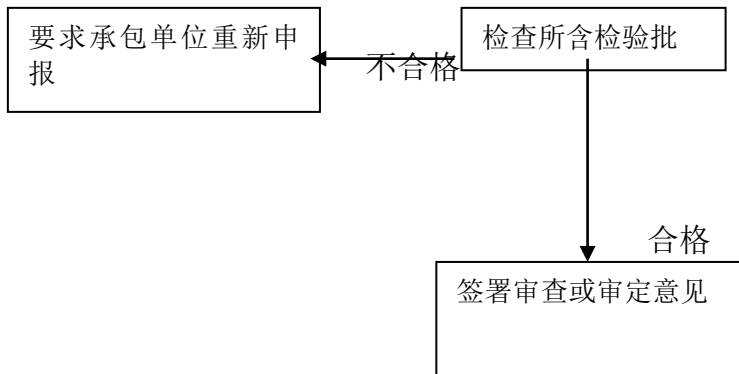 要求承包单位重新申
报
检查所含检验批
不合格
合格
签署审查或审定意见